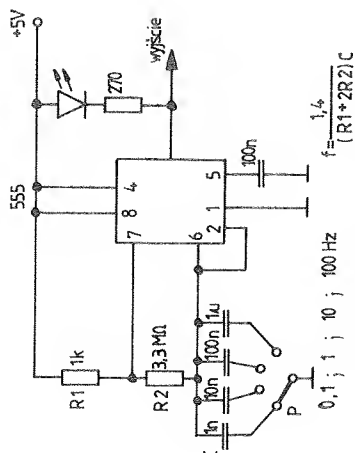 +5V
555
270
wyjście
4
8
7
5
1
2
6
100n
R1
1k
R2
3,3MΩ
1n
10n
100n
1μ
P
0,1 ; 1 ; 10 ; 100 Hz
f= 1,4
(R1+2R2)C